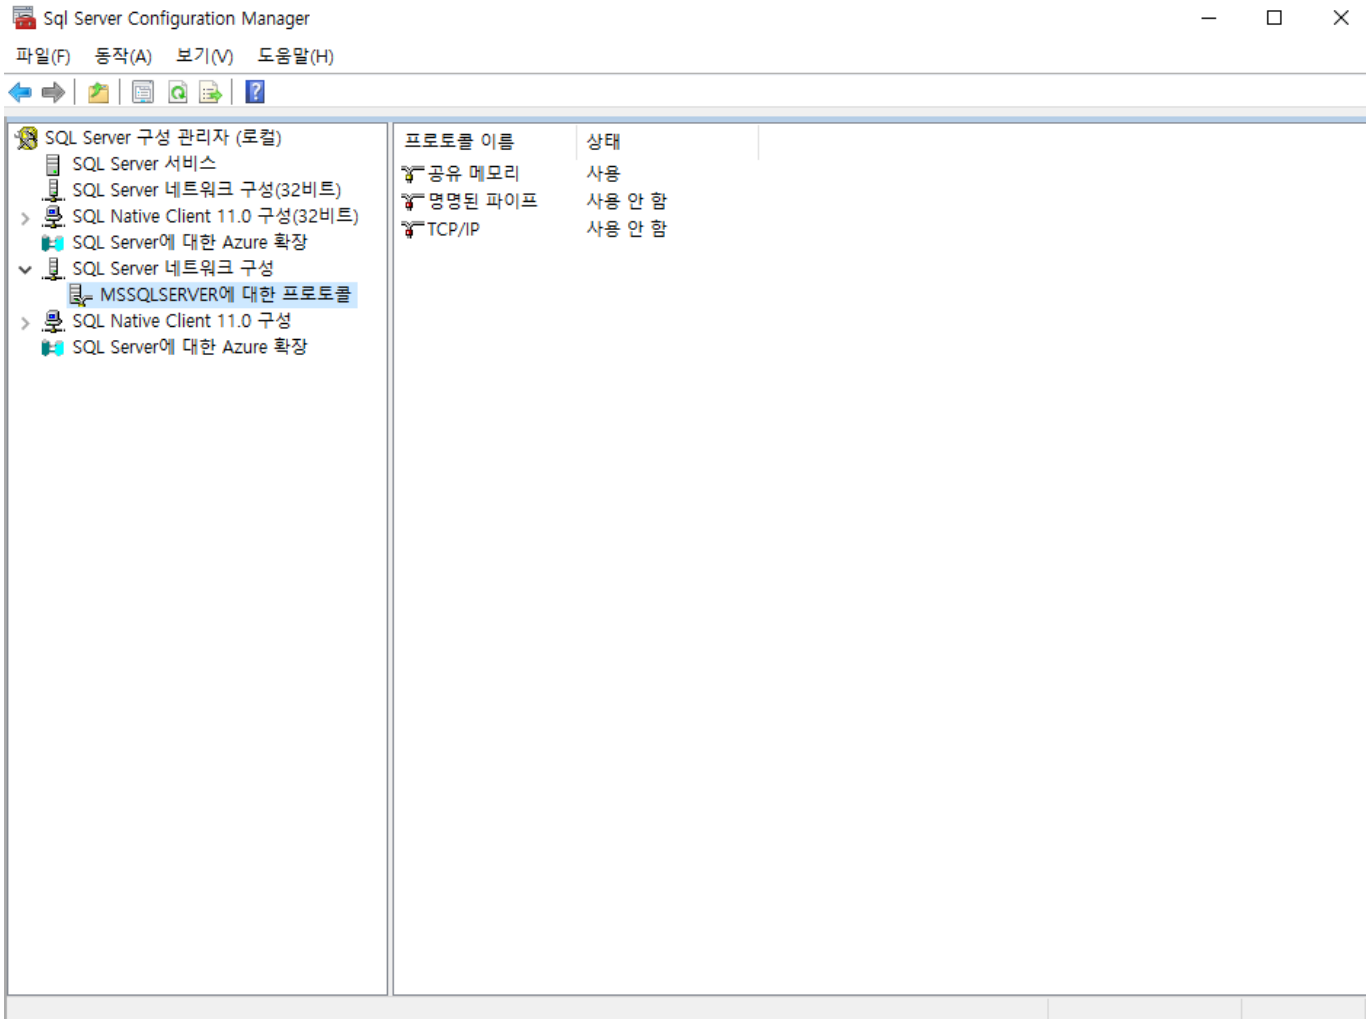 Sql Server Configuration Manager
파일(F) 동작(A) 보기(V) 도움말(H)
SQL Server 구성 관리자 (로컬)
SQL Server 서비스
SQL Server 네트워크 구성(32비트)
SQL Native Client 11.0 구성(32비트)
SQL Server에 대한 Azure 확장
SQL Server 네트워크 구성
MSSQLSERVER에 대한 프로토콜
SQL Native Client 11.0 구성
SQL Server에 대한 Azure 확장
프로토콜 이름 상태
공유 메모리 사용
명명된 파이프 사용 안 함
TCP/IP 사용 안 함